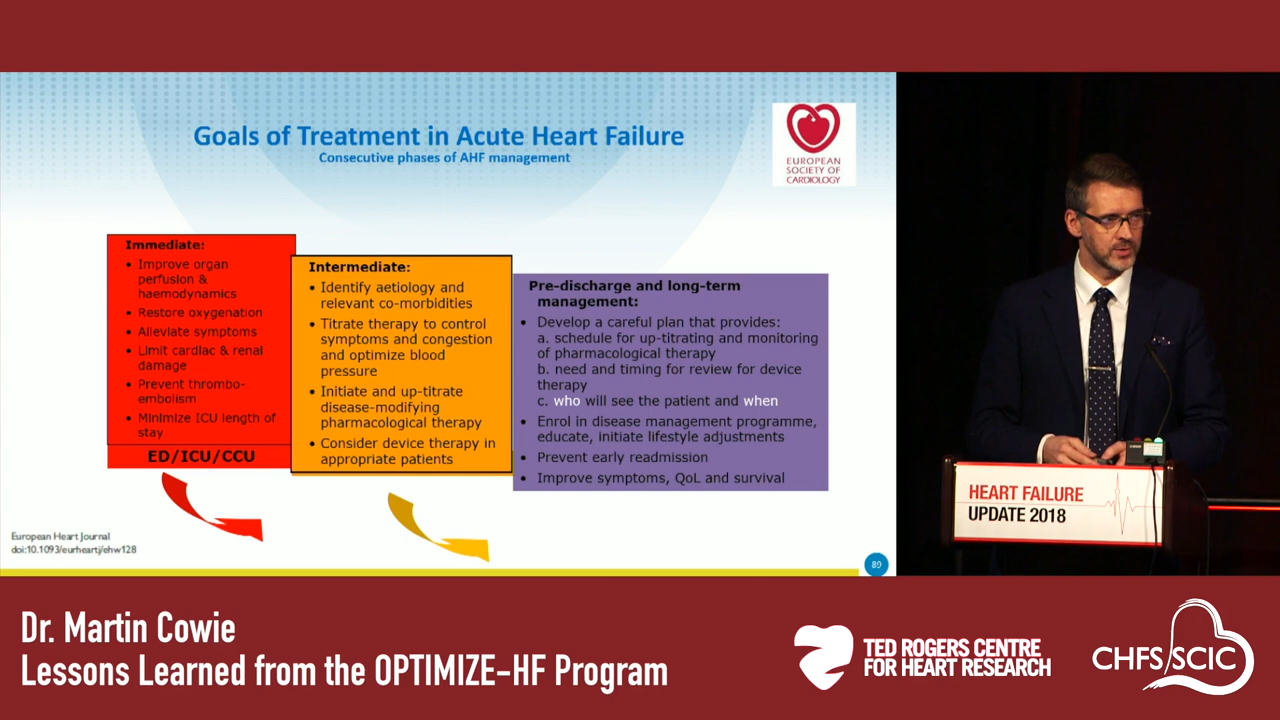 Goals of Treatment in Acute Heart Failure
Consecutive phases of AHF management
EUROPEAN
SOCIETY OF
CARDIOLOGY
Immediate:
• Improve organ
perfusion &
haemodynamics
• Restore oxygenation
• Alleviate symptoms
• Limit cardiac & renal
damage
• Prevent thrombo-
embolism
• Minimize ICU length of
stay
ED/ICU/CCU
Intermediate:
• Identify aetiology and
relevant co-morbidities
• Titrate therapy to control
symptoms and congestion
and optimize blood
pressure
• Initiate and up-titrate
disease-modifying
pharmacological therapy
• Consider device therapy in
appropriate patients
Pre-discharge and long-term
management:
• Develop a careful plan that provides:
a. schedule for up-titrating and monitoring
of pharmacological therapy
b. need and timing for review for device
therapy
c. who will see the patient and when
• Enrol in disease management programme,
educate, initiate lifestyle adjustments
• Prevent early readmission
• Improve symptoms, QoL and survival
European Heart Journal
doi:10.1093/eurheartj/ehw128
89
HEART FAILURE
UPDATE 2018
Dr. Martin Cowie
Lessons Learned from the OPTIMIZE-HF Program
TED ROGERS CENTRE
FOR HEART RESEARCH
CHFS/SCIC